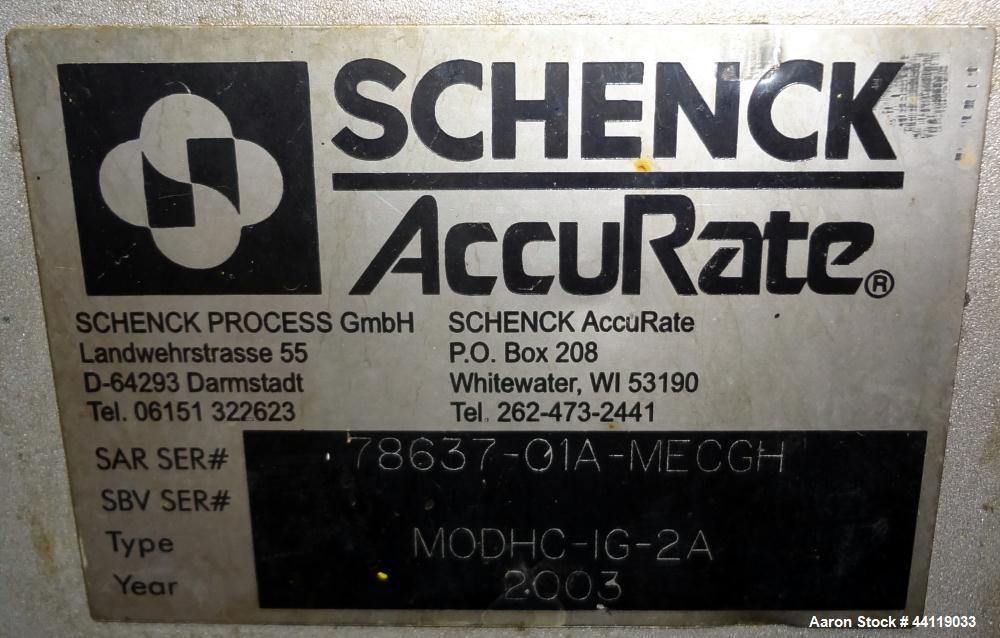 SCHENCK
AccuRate®
SCHENCK PROCESS GmbH
Landwehrstrasse 55
D-64293 Darmstadt
Tel. 06151 322623
SCHENCK AccuRate
P.O. Box 208
Whitewater, WI 53190
Tel. 262-473-2441
SAR SER# 78637-01A-MECGH
SBV SER#
Type MODHC-IG-2A
Year 2003
Aaron Stock # 44119033